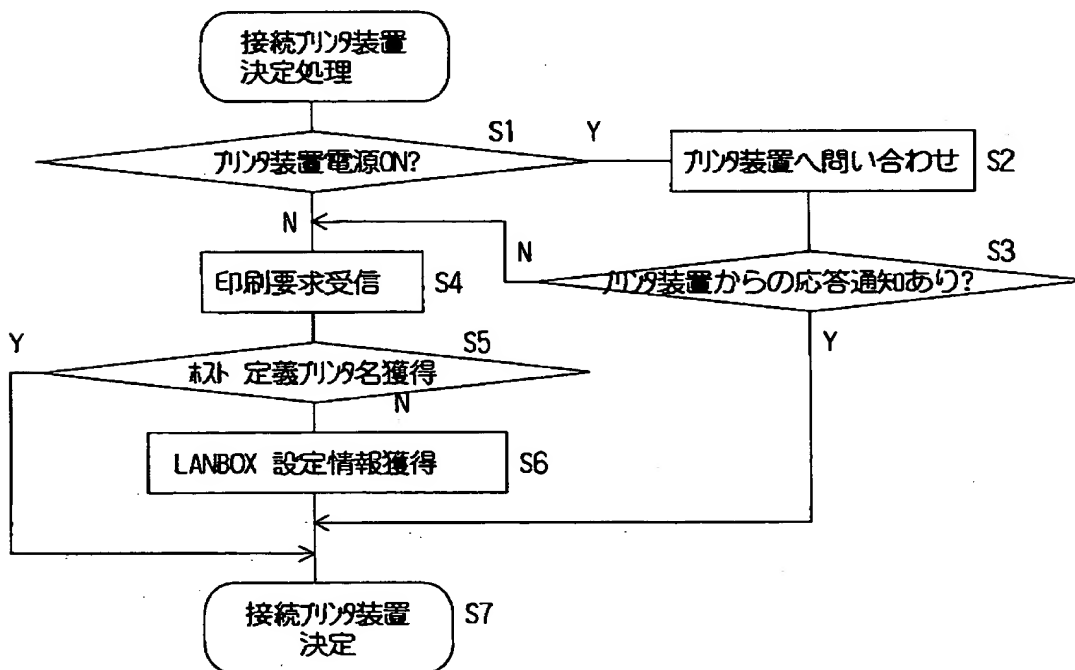 接続プリンタ装置
決定処理
S1
Y
プリンタ装置電源ON?
プリンタ装置へ問い合わせ
S2
N
N
S3
印刷要求受信
S4
プリンタ装置からの応答通知あり?
Y
S5
Y
ホスト 定義プリンタ名獲得
N
LANBOX 設定情報獲得
S6
接続プリンタ装置
決定
S7